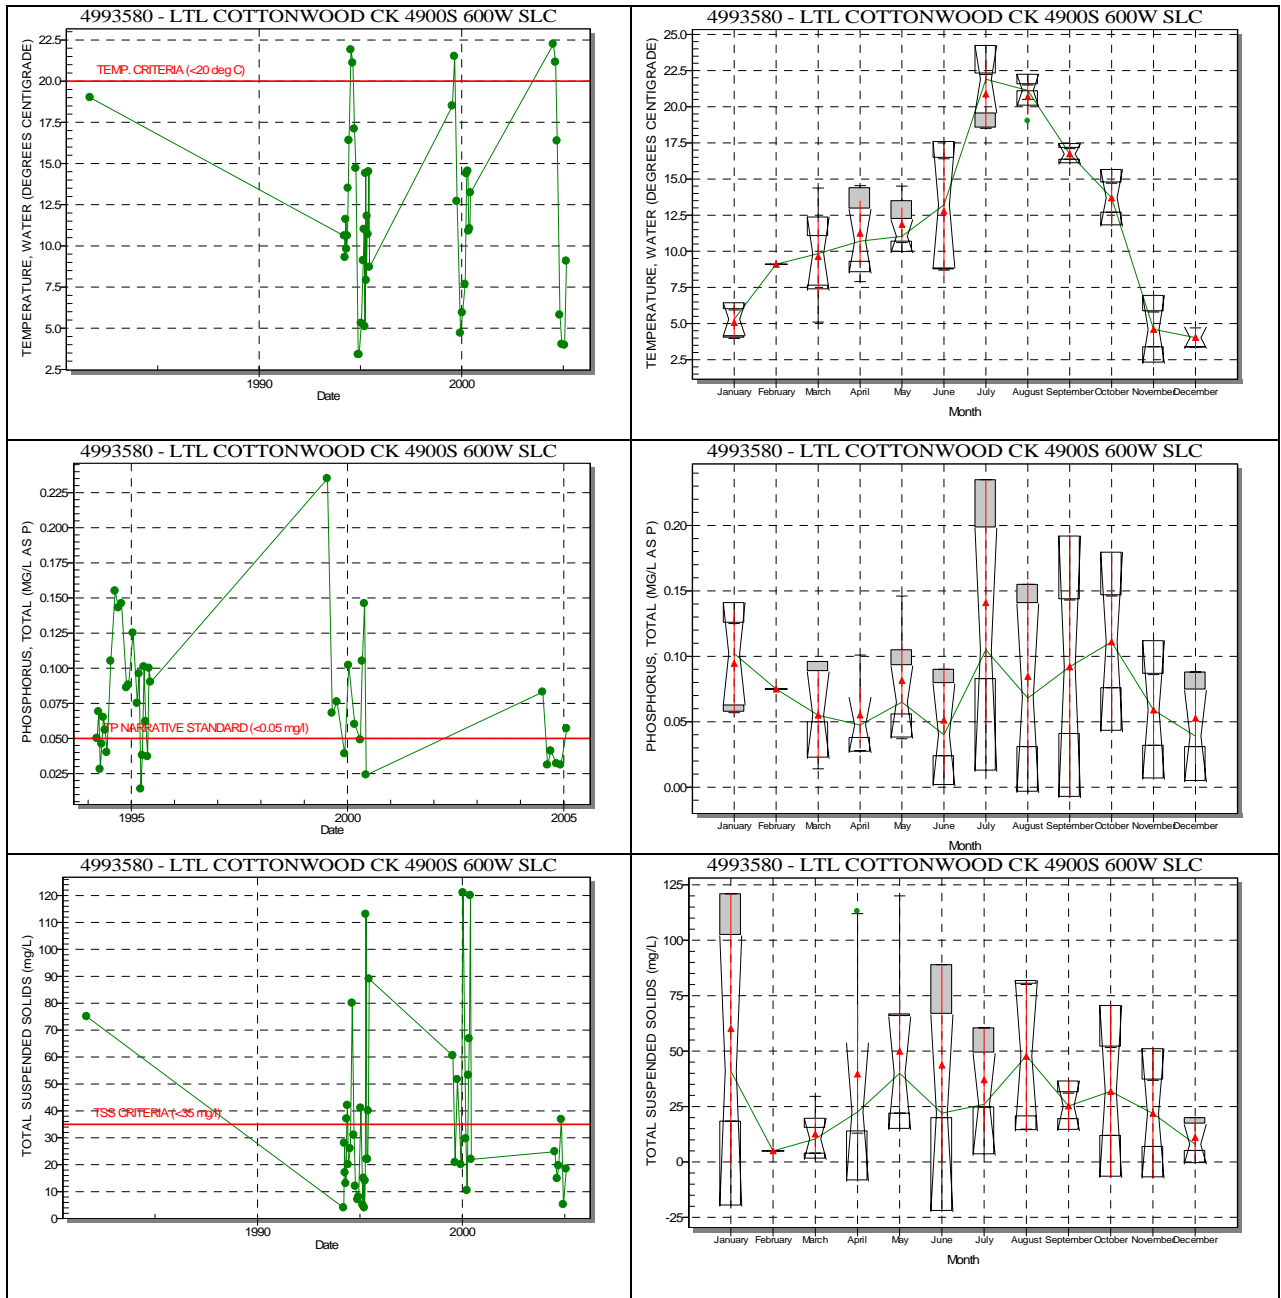 4993580 - LTL COTTONWOOD CK 4900S 600W SLC
TEMPERATURE, WATER (DEGREES CENTIGRADE)
22.5
20.0
17.5
15.0
12.5
10.0
7.5
5.0
2.5
TEMP. CRITERIA (<20 deg C)
1990
2000
Date
4993580 - LTL COTTONWOOD CK 4900S 600W SLC
TEMPERATURE, WATER (DEGREES CENTIGRADE)
25.0
22.5
20.0
17.5
15.0
12.5
10.0
7.5
5.0
2.5
January February March April May June July August September October November December
Month
4993580 - LTL COTTONWOOD CK 4900S 600W SLC
PHOSPHORUS, TOTAL (MG/L AS P)
0.225
0.200
0.175
0.150
0.125
0.100
0.075
0.050
0.025
TP NARRATIVE STANDARD (<0.05 mg/l)
1995
2000
2005
Date
4993580 - LTL COTTONWOOD CK 4900S 600W SLC
PHOSPHORUS, TOTAL (MG/L AS P)
0.20
0.15
0.10
0.05
0.00
January February March April May June July August September October November December
Month
4993580 - LTL COTTONWOOD CK 4900S 600W SLC
TOTAL SUSPENDED SOLIDS (mg/L)
120
110
100
90
80
70
60
50
40
30
20
10
0
TSS CRITERIA (<35 mg/l)
1990
2000
Date
4993580 - LTL COTTONWOOD CK 4900S 600W SLC
TOTAL SUSPENDED SOLIDS (mg/L)
125
100
75
50
25
0
-25
January February March April May June July August September October November December
Month